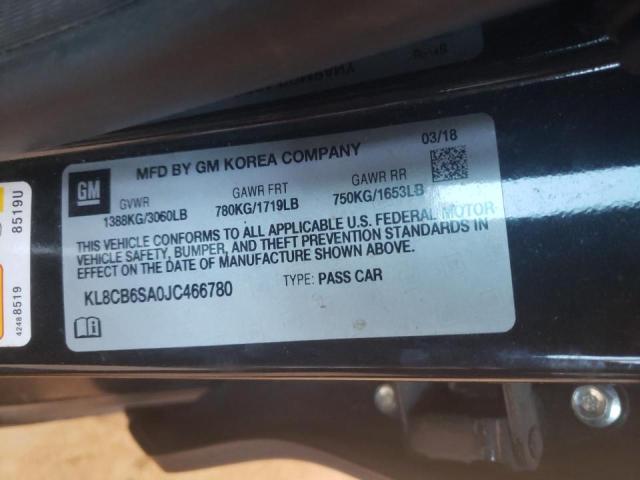 MFD BY GM KOREA COMPANY
03/18
GM
GVWR
1388KG/3060LB
GAWR FRT
780KG/1719LB
GAWR RR
750KG/1653LB
THIS VEHICLE CONFORMS TO ALL APPLICABLE U.S. FEDERAL MOTOR
VEHICLE SAFETY, BUMPER, AND THEFT PREVENTION STANDARDS IN
EFFECT ON THE DATE OF MANUFACTURE SHOWN ABOVE.
KL8CB6SA0JC466780
TYPE: PASS CAR
8519U
42488519